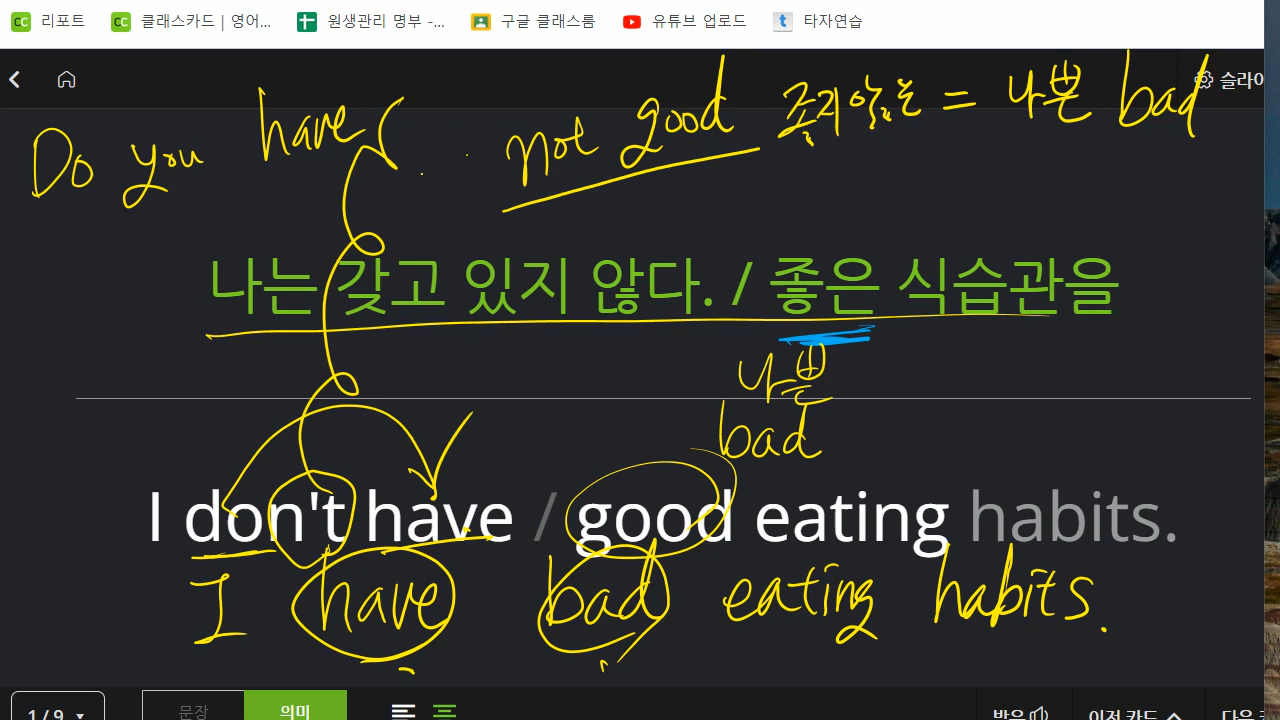 리포트 클래스카드 | 영어... 원생관리 명부 -... 구글 클래스룸 유튜브 업로드 타자연습
슬라이
Do you have not good 좋지않는 = 나쁜 bad
나는 갖고 있지 않다. / 좋은 식습관을
나쁜
bad
I don't have / good eating habits.
I have bad eating habits.
1 / 9 문장 의미 발음 이전 카드 다음